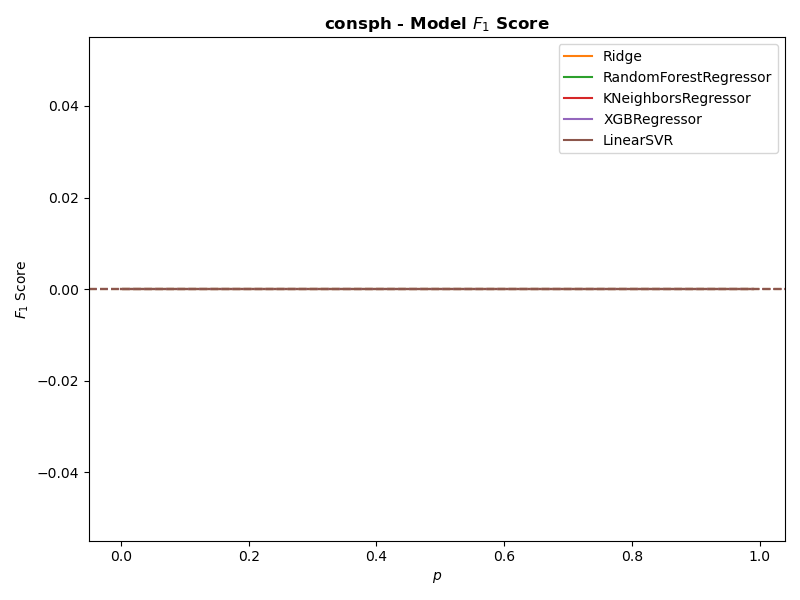 consph - Model F₁ Score
Ridge
RandomForestRegressor
KNeighborsRegressor
XGBRegressor
LinearSVR
0.04
0.02
0.00
−0.02
−0.04
F₁ Score
0.0 0.2 0.4 0.6 0.8 1.0
p